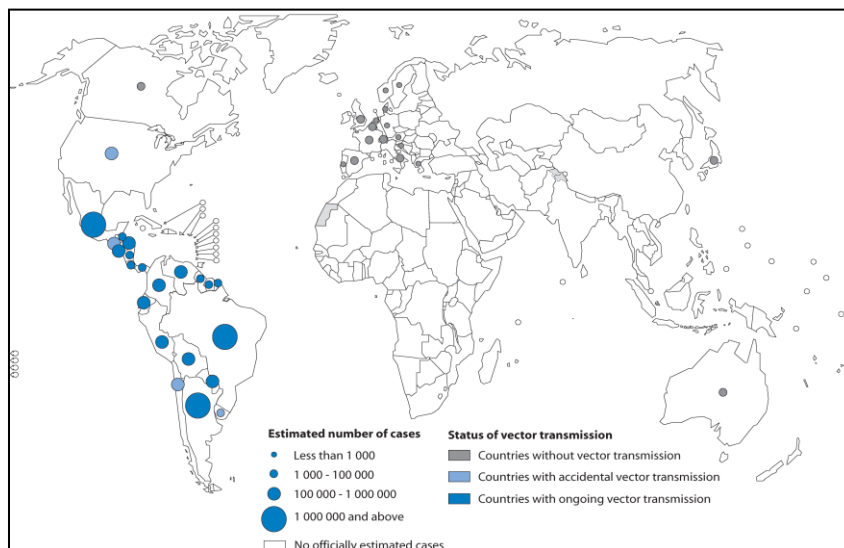 Estimated number of cases
Less than 1 000
1 000 - 100 000
100 000 - 1 000 000
1 000 000 and above
No officially estimated cases
Status of vector transmission
Countries without vector transmission
Countries with accidental vector transmission
Countries with ongoing vector transmission